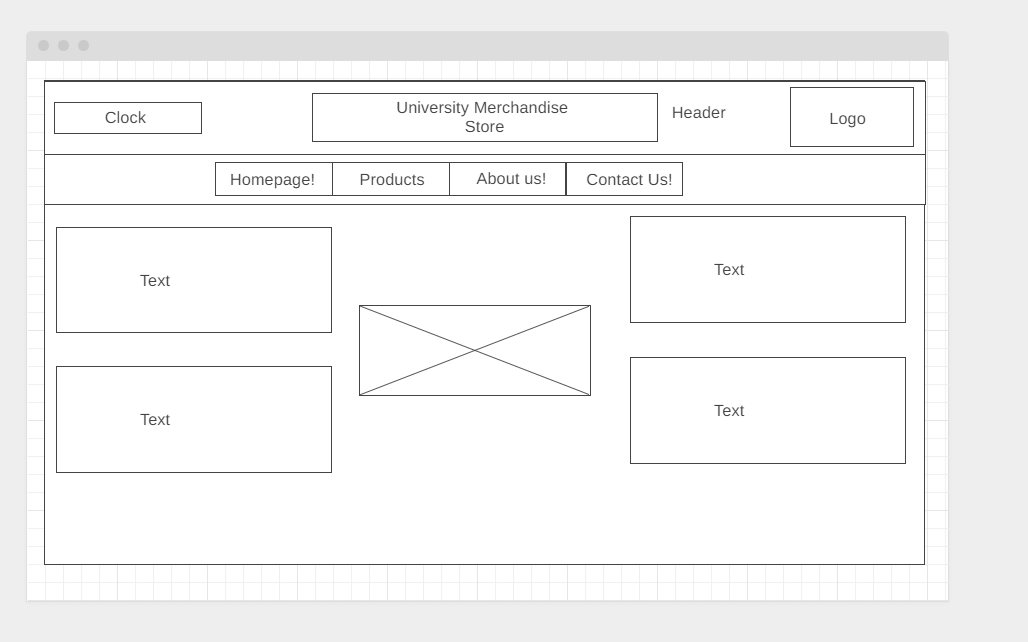 Clock
University Merchandise
Store
Header
Logo
Homepage!
Products
About us!
Contact Us!
Text
Text
Text
Text